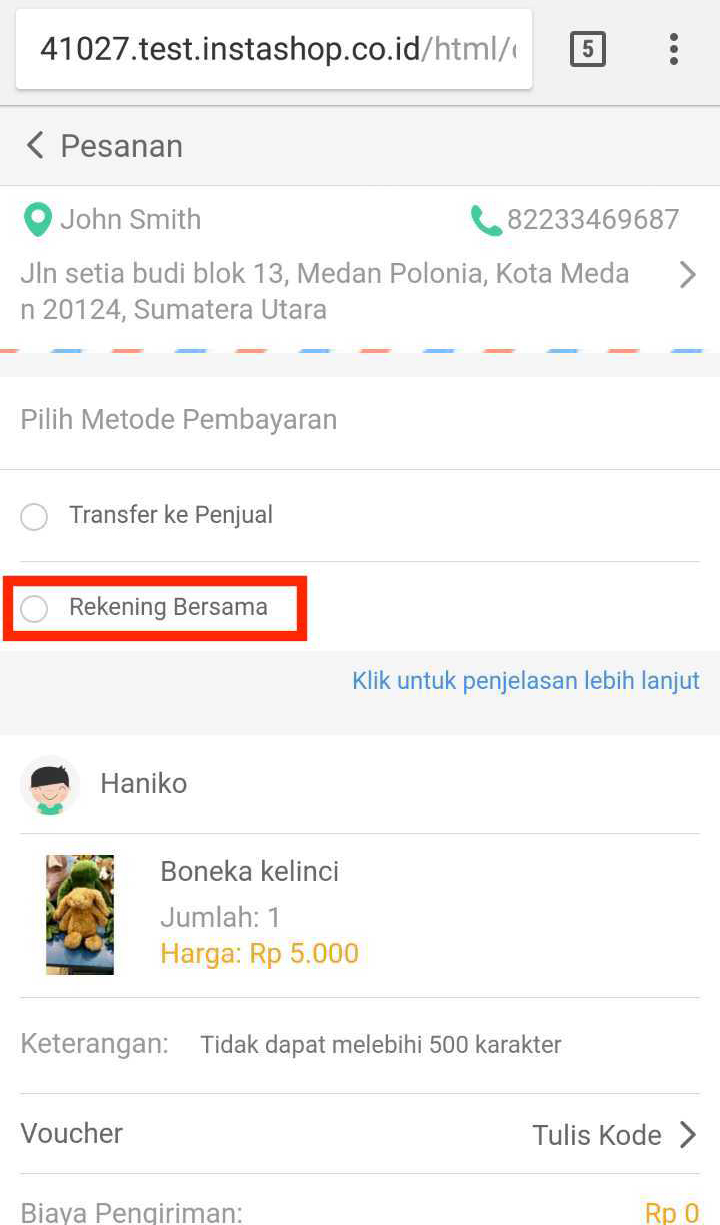 41027.test.instashop.co.id/html/
5
Pesanan
John Smith
82233469687
Jln setia budi blok 13, Medan Polonia, Kota Meda
n 20124, Sumatera Utara
Pilih Metode Pembayaran
Transfer ke Penjual
Rekening Bersama
Klik untuk penjelasan lebih lanjut
Haniko
Boneka kelinci
Jumlah: 1
Harga: Rp 5.000
Keterangan: Tidak dapat melebihi 500 karakter
Voucher
Tulis Kode
Biaya Pengiriman:
Rp 0